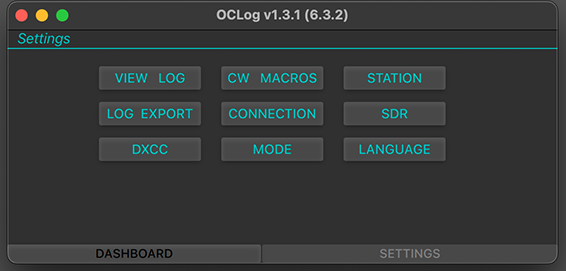 OCLog v1.3.1 (6.3.2)
Settings
VIEW LOG CW MACROS STATION
LOG EXPORT CONNECTION SDR
DXCC MODE LANGUAGE
DASHBOARD SETTINGS